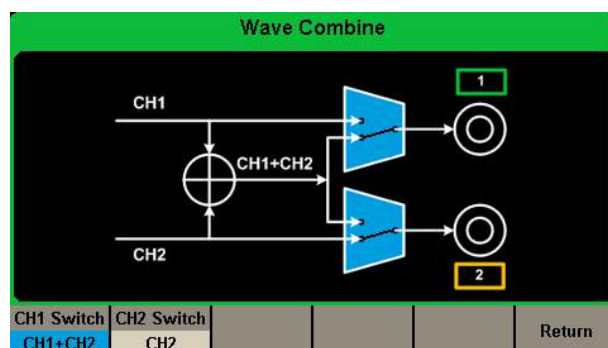 Wave Combine
1
CH1
CH1+CH2
CH2
2
CH1 Switch CH2 Switch
CH1+CH2 CH2 Return